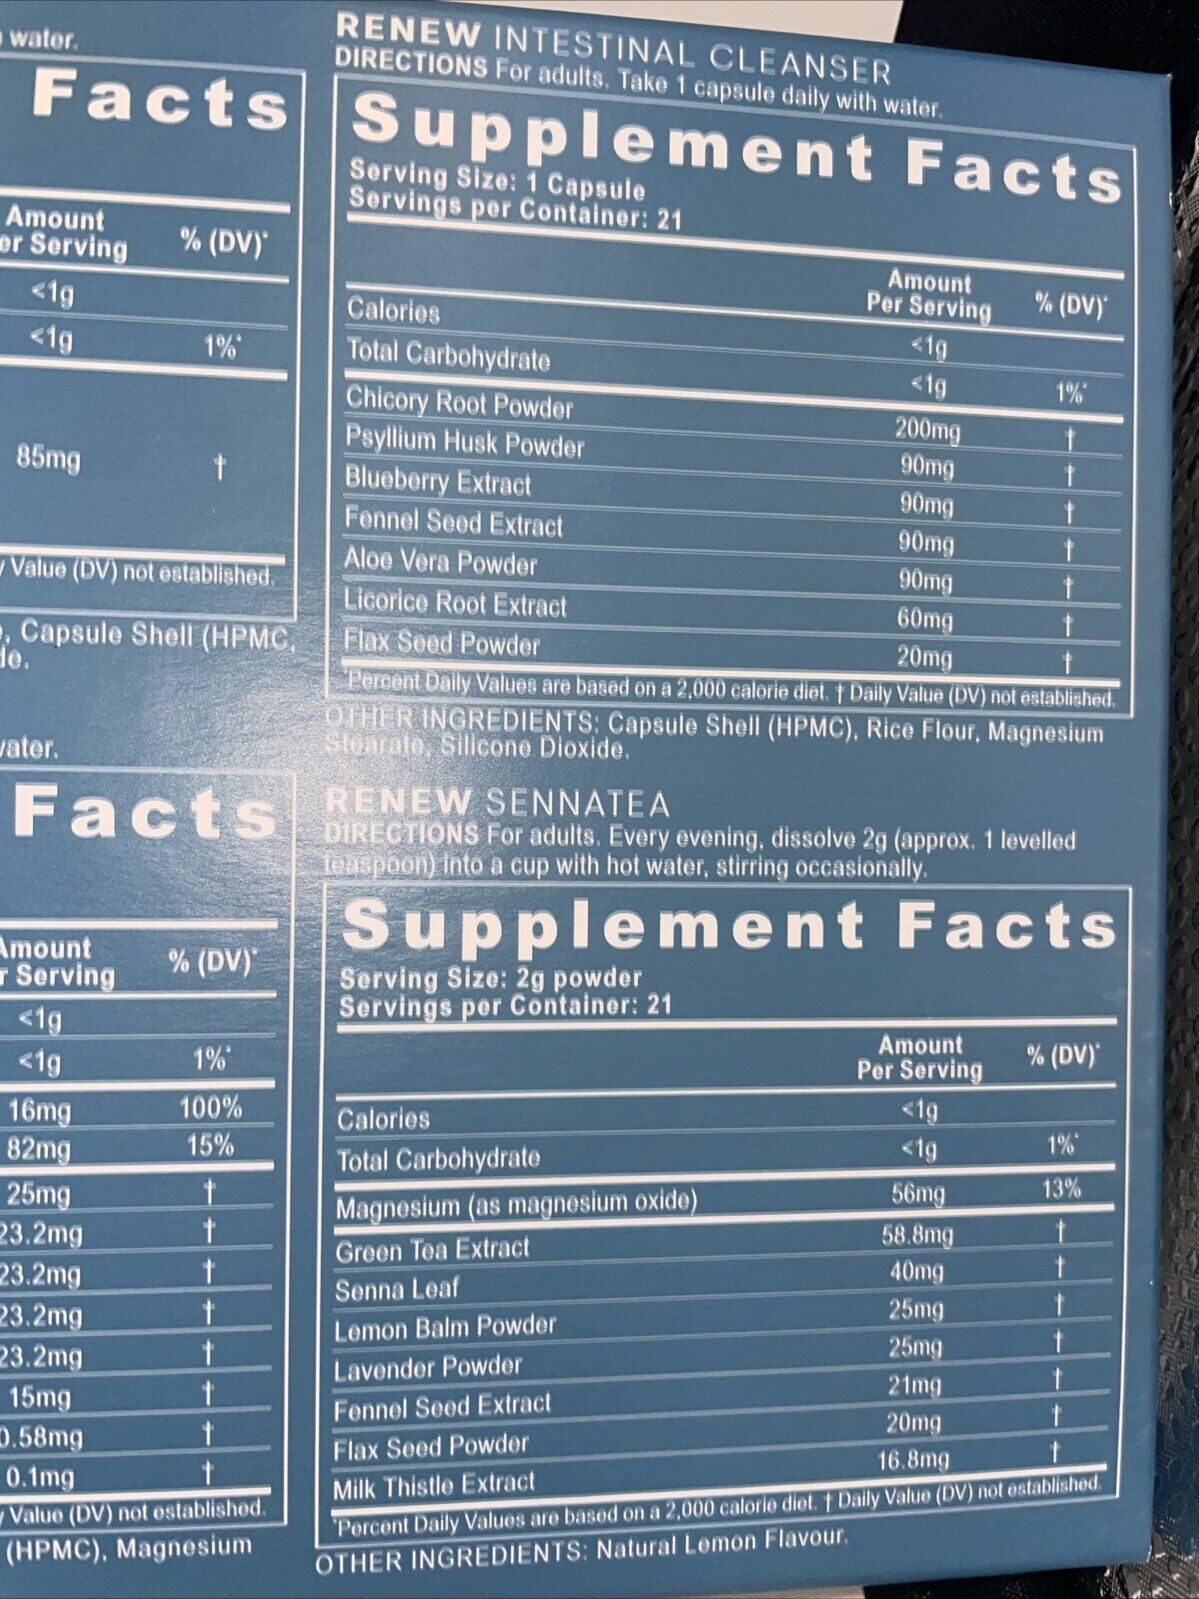 water.
Facts
Amount
er Serving % (DV)*
<1g
<1g 1%*
85mg †
Value (DV) not established.
, Capsule Shell (HPMC,
de.
vater.
Facts
Amount
r Serving % (DV)*
<1g
<1g 1%*
16mg 100%
82mg 15%
25mg †
23.2mg †
23.2mg †
23.2mg †
23.2mg †
15mg †
0.58mg †
0.1mg †
y Value (DV) not established.
(HPMC), Magnesium
RENEW INTESTINAL CLEANSER
DIRECTIONS For adults. Take 1 capsule daily with water.
Supplement Facts
Serving Size: 1 Capsule
Servings per Container: 21
Amount
Per Serving % (DV)*
Calories <1g
Total Carbohydrate <1g 1%*
Chicory Root Powder 200mg †
Psyllium Husk Powder 90mg †
Blueberry Extract 90mg †
Fennel Seed Extract 90mg †
Aloe Vera Powder 90mg †
Licorice Root Extract 60mg †
Flax Seed Powder 20mg †
*Percent Daily Values are based on a 2,000 calorie diet. † Daily Value (DV) not established.
OTHER INGREDIENTS: Capsule Shell (HPMC), Rice Flour, Magnesium
Stearate, Silicone Dioxide.
RENEW SENNATEA
DIRECTIONS For adults. Every evening, dissolve 2g (approx. 1 levelled
teaspoon) into a cup with hot water, stirring occasionally.
Supplement Facts
Serving Size: 2g powder
Servings per Container: 21
Amount
Per Serving % (DV)*
Calories <1g
Total Carbohydrate <1g 1%*
Magnesium (as magnesium oxide) 56mg 13%
Green Tea Extract 58.8mg †
Senna Leaf 40mg †
Lemon Balm Powder 25mg †
Lavender Powder 25mg †
Fennel Seed Extract 21mg †
Flax Seed Powder 20mg †
Milk Thistle Extract 16.8mg †
*Percent Daily Values are based on a 2,000 calorie diet. † Daily Value (DV) not established.
OTHER INGREDIENTS: Natural Lemon Flavour.